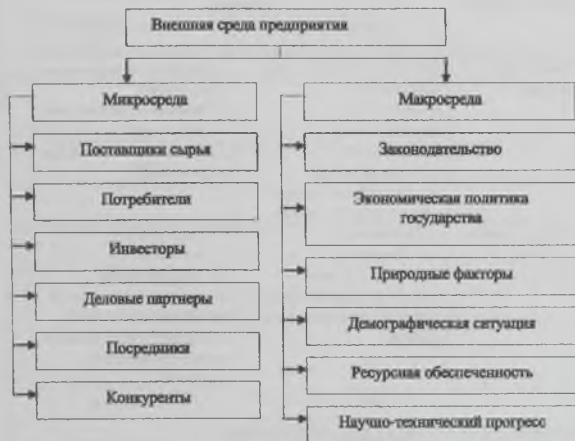 Внешняя среда предприятия
Микросреда
Поставщики сырья
Потребители
Инвесторы
Деловые партнеры
Посредники
Конкуренты
Макросреда
Законодательство
Экономическая политика
государства
Природные факторы
Демографическая ситуация
Ресурсная обеспеченность
Научно-технический прогресс